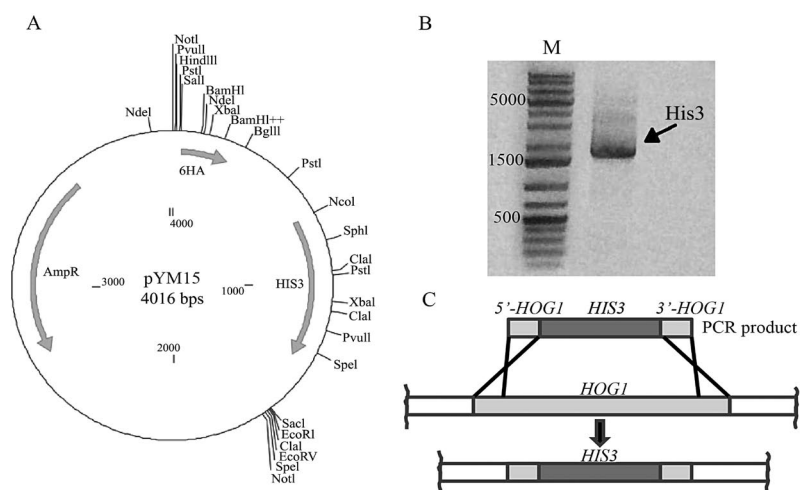 A
NotI
PvuII
HindIII
PstI
SalI
BamHI
NdeI
XbaI
BamHI++
BglII
NdeI
6HA
PstI
NcoI
SphI
ClaI
PstI
XbaI
ClaI
PvuII
SpeI
SacI
EcoRI
ClaI
EcoRV
SpeI
NotI
4000
AmpR
3000
pYM15
4016 bps
1000
HIS3
2000
B
M
5000
His3
1500
500
C
5’-HOG1 HIS3 3’-HOG1
PCR product
HOG1
HIS3